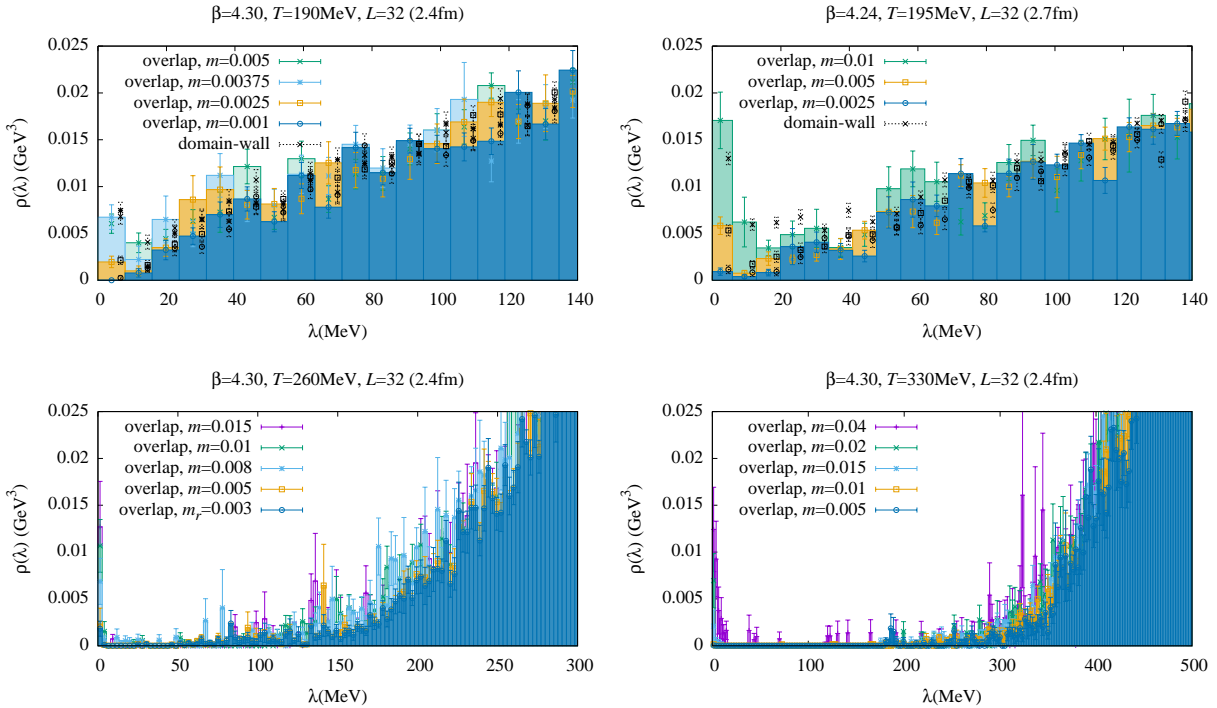 β=4.30, T=190MeV, L=32 (2.4fm)
ρ(λ) (GeV³)
0.025
0.02
0.015
0.01
0.005
0
overlap, m=0.005
overlap, m=0.00375
overlap, m=0.0025
overlap, m=0.001
domain-wall
0 20 40 60 80 100 120 140
λ(MeV)
β=4.24, T=195MeV, L=32 (2.7fm)
ρ(λ) (GeV³)
0.025
0.02
0.015
0.01
0.005
0
overlap, m=0.01
overlap, m=0.005
overlap, m=0.0025
domain-wall
0 20 40 60 80 100 120 140
λ(MeV)
β=4.30, T=260MeV, L=32 (2.4fm)
ρ(λ) (GeV³)
0.025
0.02
0.015
0.01
0.005
0
overlap, m=0.015
overlap, m=0.01
overlap, m=0.008
overlap, m=0.005
overlap, mᵣ=0.003
0 50 100 150 200 250 300
λ(MeV)
β=4.30, T=330MeV, L=32 (2.4fm)
ρ(λ) (GeV³)
0.025
0.02
0.015
0.01
0.005
0
overlap, m=0.04
overlap, m=0.02
overlap, m=0.015
overlap, m=0.01
overlap, m=0.005
0 100 200 300 400 500
λ(MeV)